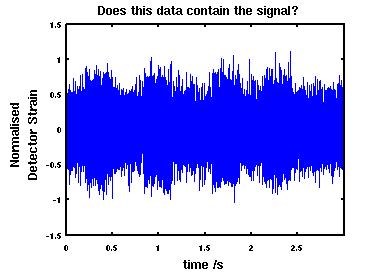 Does this data contain the signal?
1.5
1
0.5
0
-0.5
-1
-1.5
Normalised
Detector Strain
0 0.5 1 1.5 2 2.5
time /s